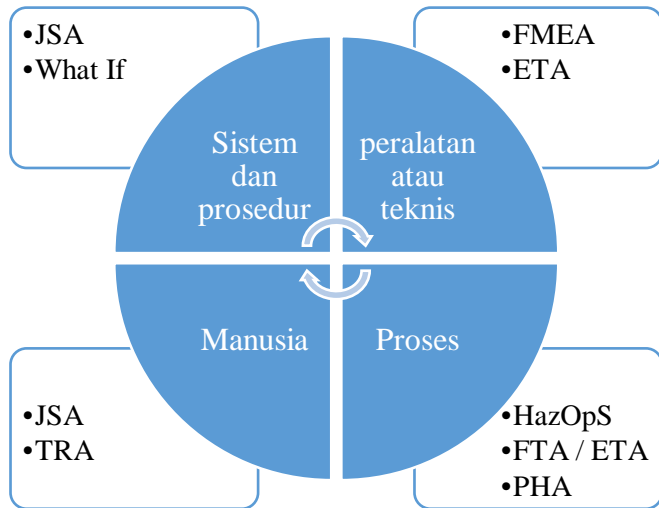 •JSA
•What If
•FMEA
•ETA
Sistem
dan
prosedur
peralatan
atau
teknis
Manusia
Proses
•JSA
•TRA
•HazOpS
•FTA / ETA
•PHA